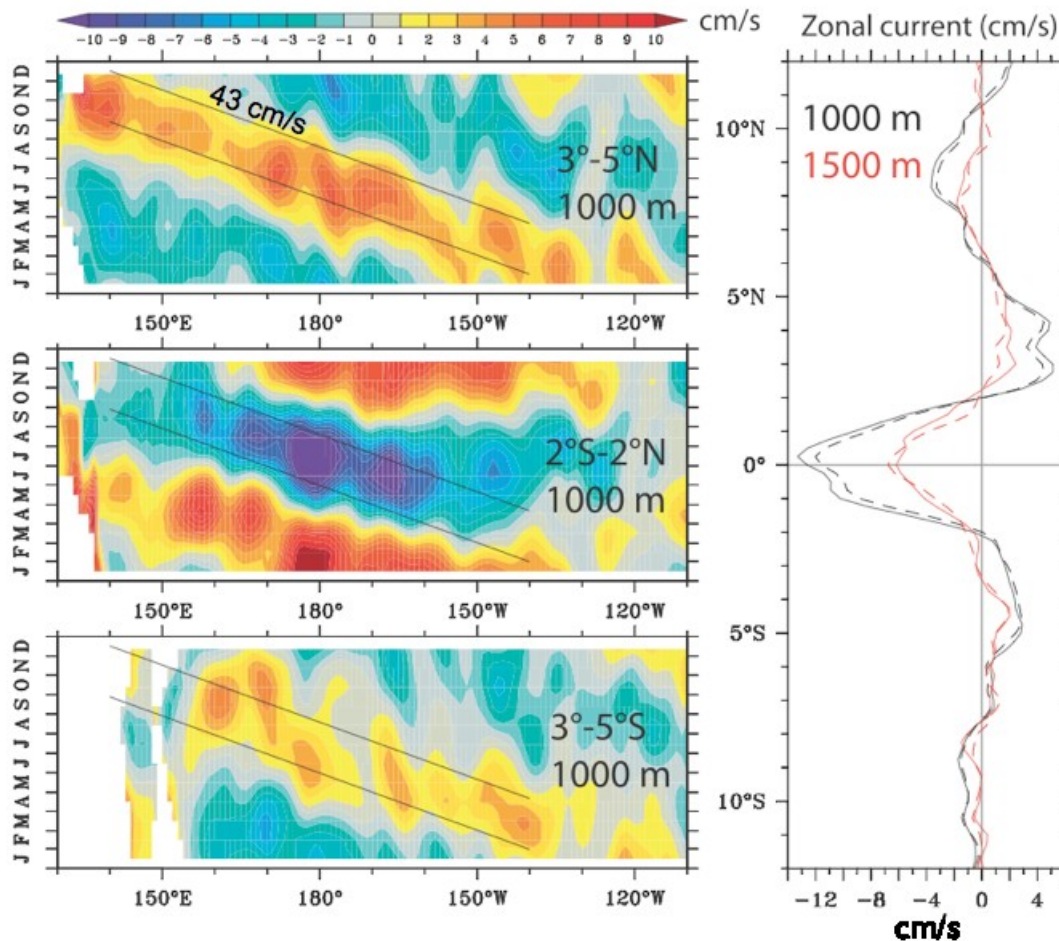 -10 -9 -8 -7 -6 -5 -4 -3 -2 -1 0 1 2 3 4 5 6 7 8 9 10 cm/s
J F M A M J J A S O N D
43 cm/s
3°-5°N
1000 m
150°E 180° 150°W 120°W
J F M A M J J A S O N D
2°S-2°N
1000 m
150°E 180° 150°W 120°W
J F M A M J J A S O N D
3°-5°S
1000 m
150°E 180° 150°W 120°W
Zonal current (cm/s)
1000 m
1500 m
10°N
5°N
0°
5°S
10°S
-12 -8 -4 0 4
cm/s